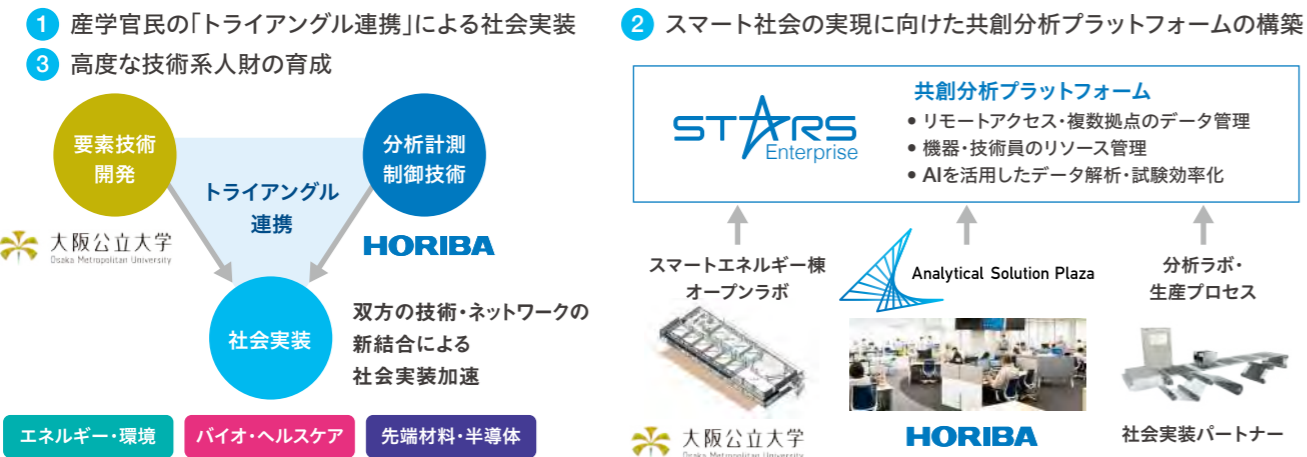 1 産学官民の「トライアングル連携」による社会実装
3 高度な技術系人財の育成
要素技術
開発
分析計測
制御技術
トライアングル
連携
大阪公立大学
Osaka Metropolitan University
HORIBA
社会実装
双方の技術・ネットワークの
新結合による
社会実装加速
エネルギー・環境
バイオ・ヘルスケア
先端材料・半導体
2 スマート社会の実現に向けた共創分析プラットフォームの構築
STARS
Enterprise
共創分析プラットフォーム
• リモートアクセス・複数拠点のデータ管理
• 機器・技術員のリソース管理
• AIを活用したデータ解析・試験効率化
スマートエネルギー棟
オープンラボ
大阪公立大学
Osaka Metropolitan University
Analytical Solution Plaza
HORIBA
分析ラボ・
生産プロセス
社会実装パートナー